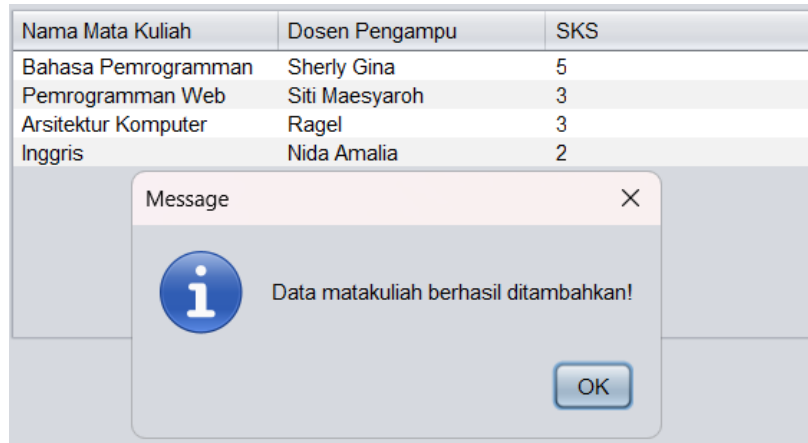 Nama Mata Kuliah Dosen Pengampu SKS
Bahasa Pemrogramman Sherly Gina 5
Pemrogramman Web Siti Maesyaroh 3
Arsitektur Komputer Ragel 3
Inggris Nida Amalia 2
Message
Data matakuliah berhasil ditambahkan!
OK